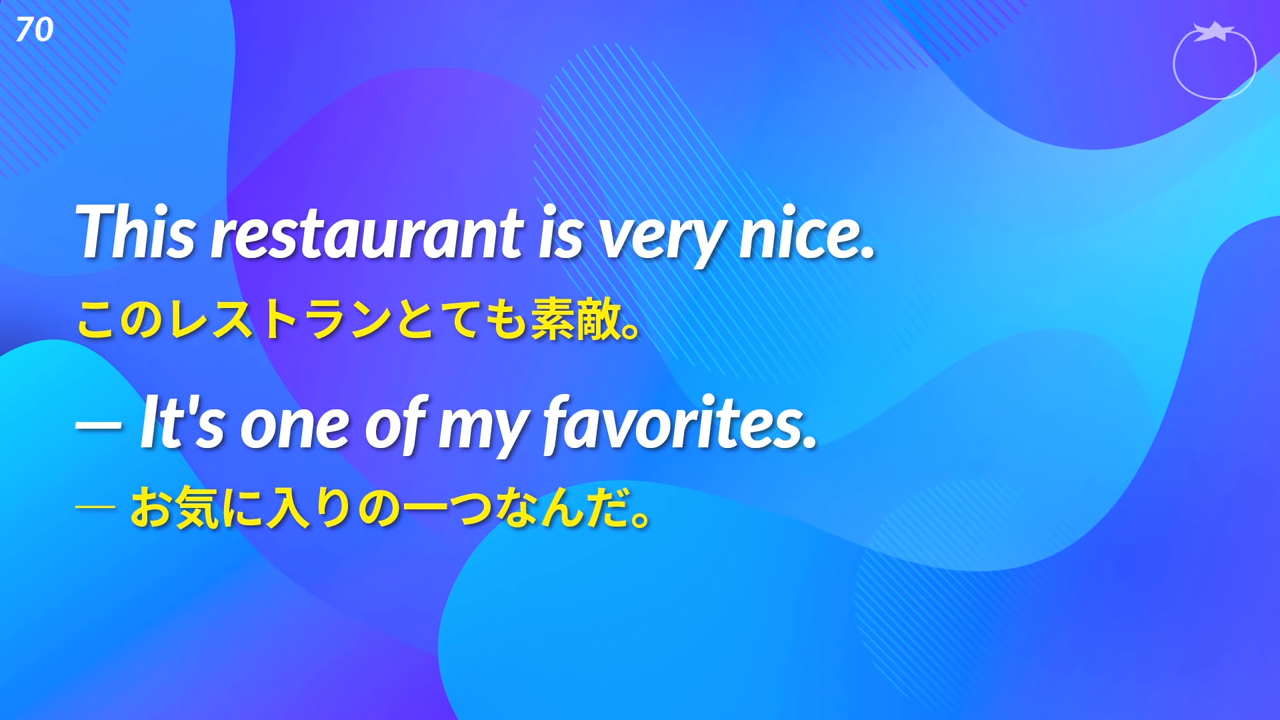 70
This restaurant is very nice.
このレストランとても素敵。
— It's one of my favorites.
— お気に入りの一つなんだ。